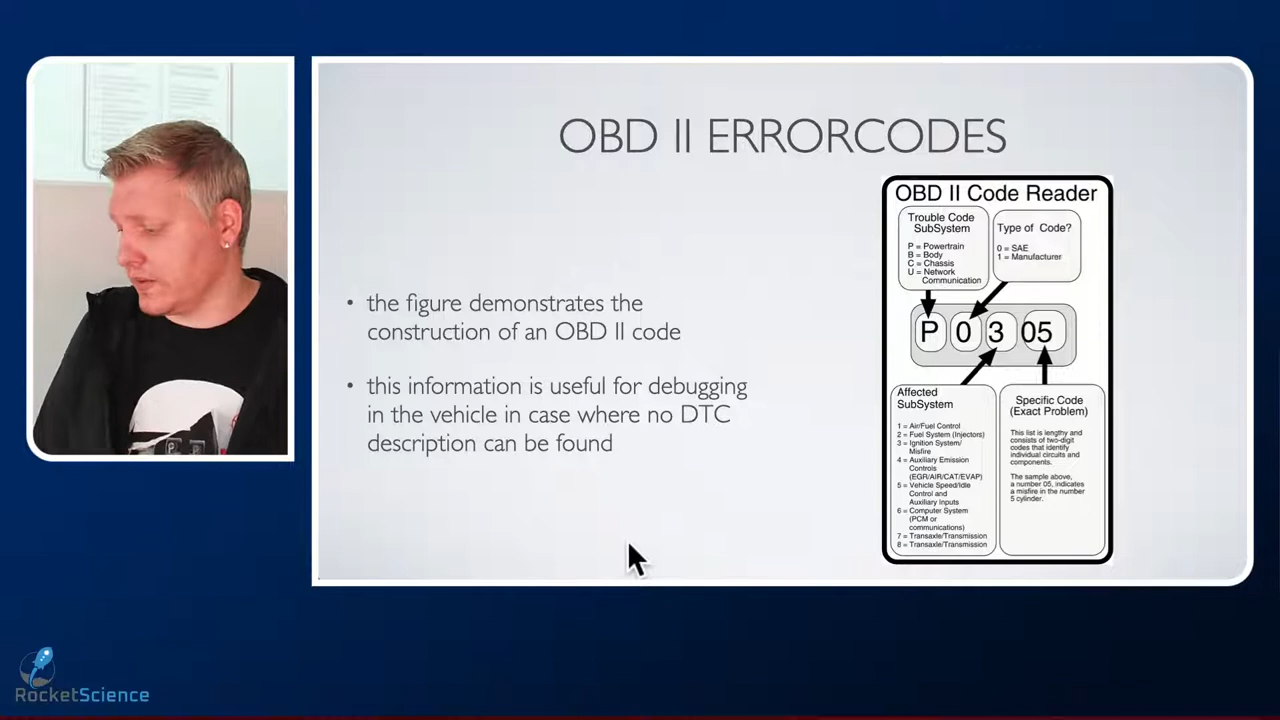 OBD II ERRORCODES
• the figure demonstrates the
construction of an OBD II code
• this information is useful for debugging
in the vehicle in case where no DTC
description can be found
OBD II Code Reader
Trouble Code
SubSystem
P = Powertrain
B = Body
C = Chassis
U = Network
Communication
Type of Code?
0 = SAE
1 = Manufacturer
P 0 3 05
Affected
SubSystem
1 = Air/Fuel Control
2 = Fuel System (Injectors)
3 = Ignition System/
Misfire
4 = Auxiliary Emission
Controls
(EGR/AIR/CAT/EVAP)
5 = Vehicle Speed/Idle
Control and
Auxiliary Inputs
6 = Computer System
(PCM or
communications)
7 = Transaxle/Transmission
8 = Transaxle/Transmission
Specific Code
(Exact Problem)
This list is lengthy and
consists of two-digit
codes that identify
individual circuits and
components.
The sample above,
a number 05, indicates
a misfire in the number
5 cylinder.
RocketScience